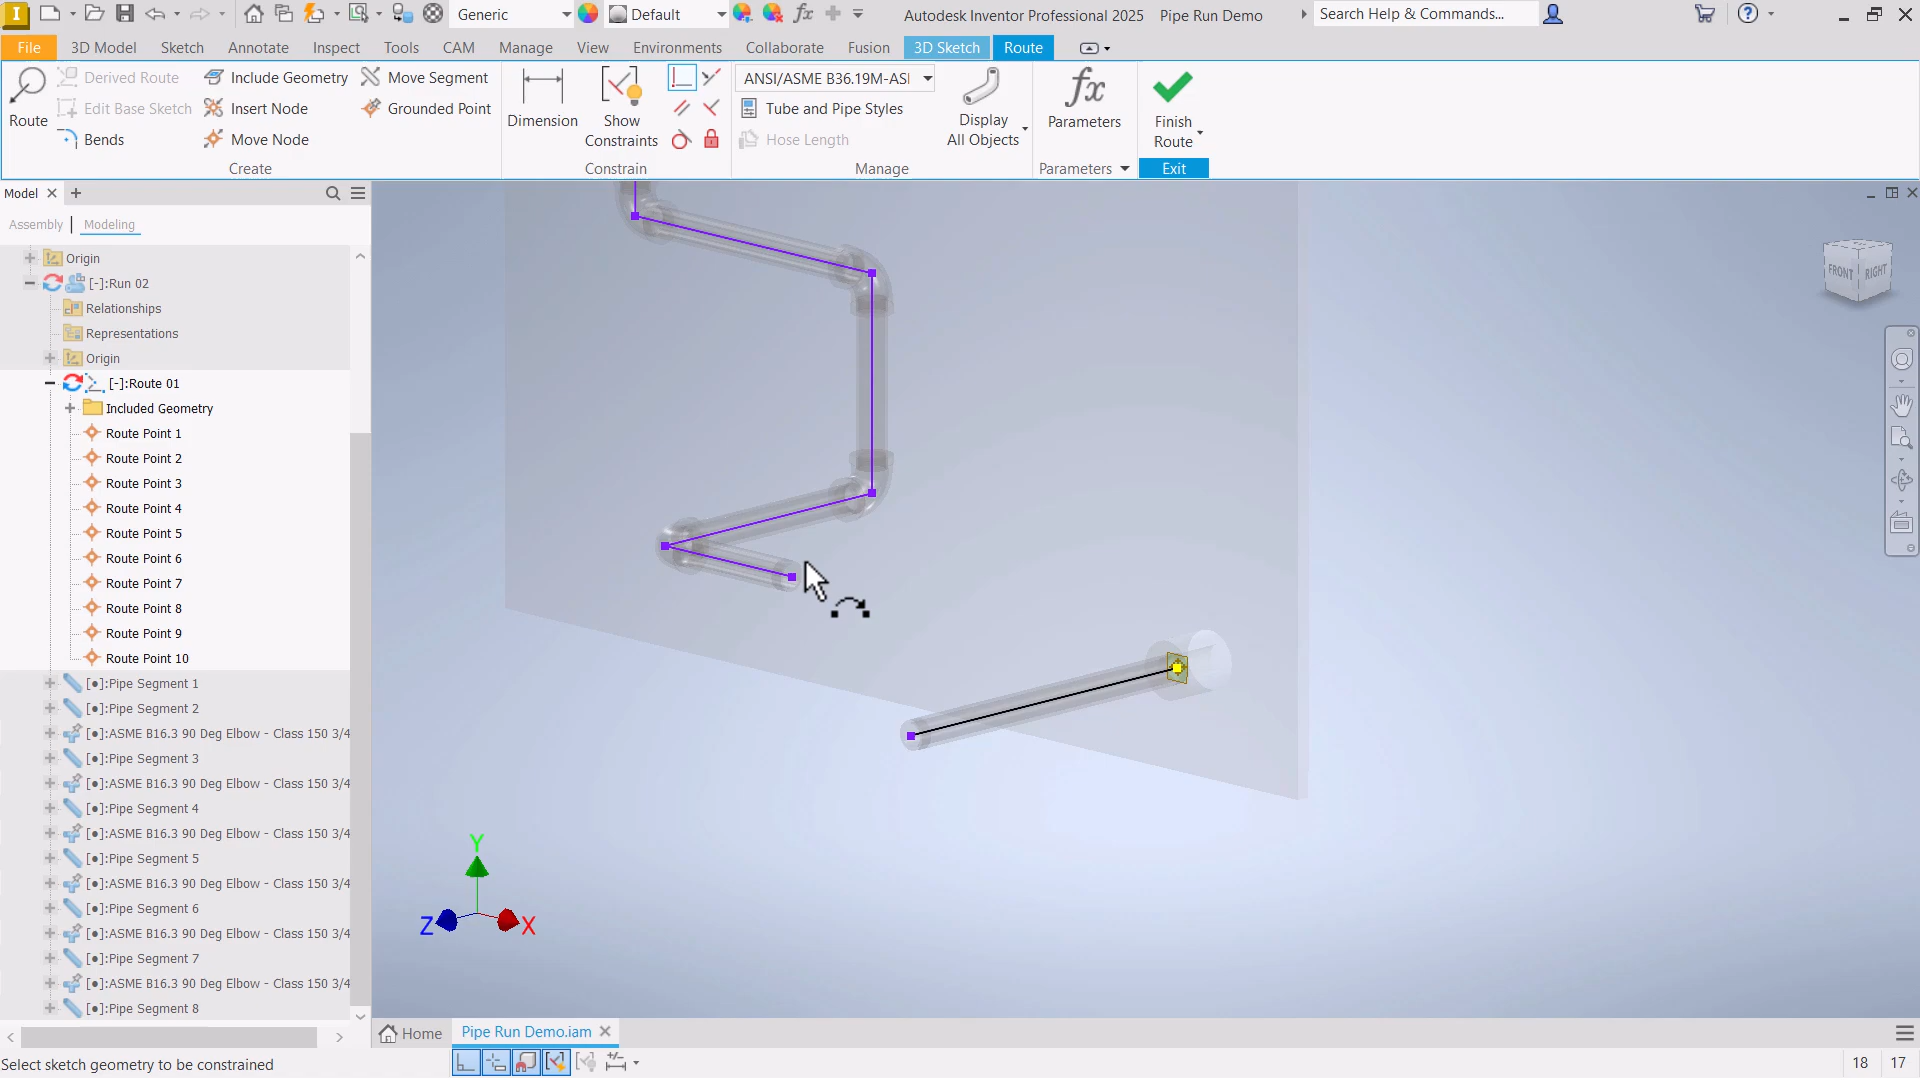 Generic
Default
Autodesk Inventor Professional 2025
Pipe Run Demo
Search Help & Commands...
File
3D Model
Sketch
Annotate
Inspect
Tools
CAM
Manage
View
Environments
Collaborate
Fusion
3D Sketch
Route
Route
Derived Route
Edit Base Sketch
Bends
Include Geometry
Insert Node
Move Node
Move Segment
Grounded Point
Create
Dimension
Show
Constraints
Constrain
ANSI/ASME B36.19M-ASI
Tube and Pipe Styles
Hose Length
Display
All Objects
Manage
fx
Parameters
Parameters
Finish
Route
Exit
Model
Assembly
Modeling
Origin
[-]:Run 02
Relationships
Representations
Origin
[-]:Route 01
Included Geometry
Route Point 1
Route Point 2
Route Point 3
Route Point 4
Route Point 5
Route Point 6
Route Point 7
Route Point 8
Route Point 9
Route Point 10
[•]:Pipe Segment 1
[•]:Pipe Segment 2
[•]:ASME B16.3 90 Deg Elbow - Class 150 3/4
[•]:Pipe Segment 3
[•]:ASME B16.3 90 Deg Elbow - Class 150 3/4
[•]:Pipe Segment 4
[•]:ASME B16.3 90 Deg Elbow - Class 150 3/4
[•]:Pipe Segment 5
[•]:ASME B16.3 90 Deg Elbow - Class 150 3/4
[•]:Pipe Segment 6
[•]:ASME B16.3 90 Deg Elbow - Class 150 3/4
[•]:Pipe Segment 7
[•]:ASME B16.3 90 Deg Elbow - Class 150 3/4
[•]:Pipe Segment 8
FRONT
RIGHT
Y
Z
X
Home
Pipe Run Demo.iam
Select sketch geometry to be constrained
18
17